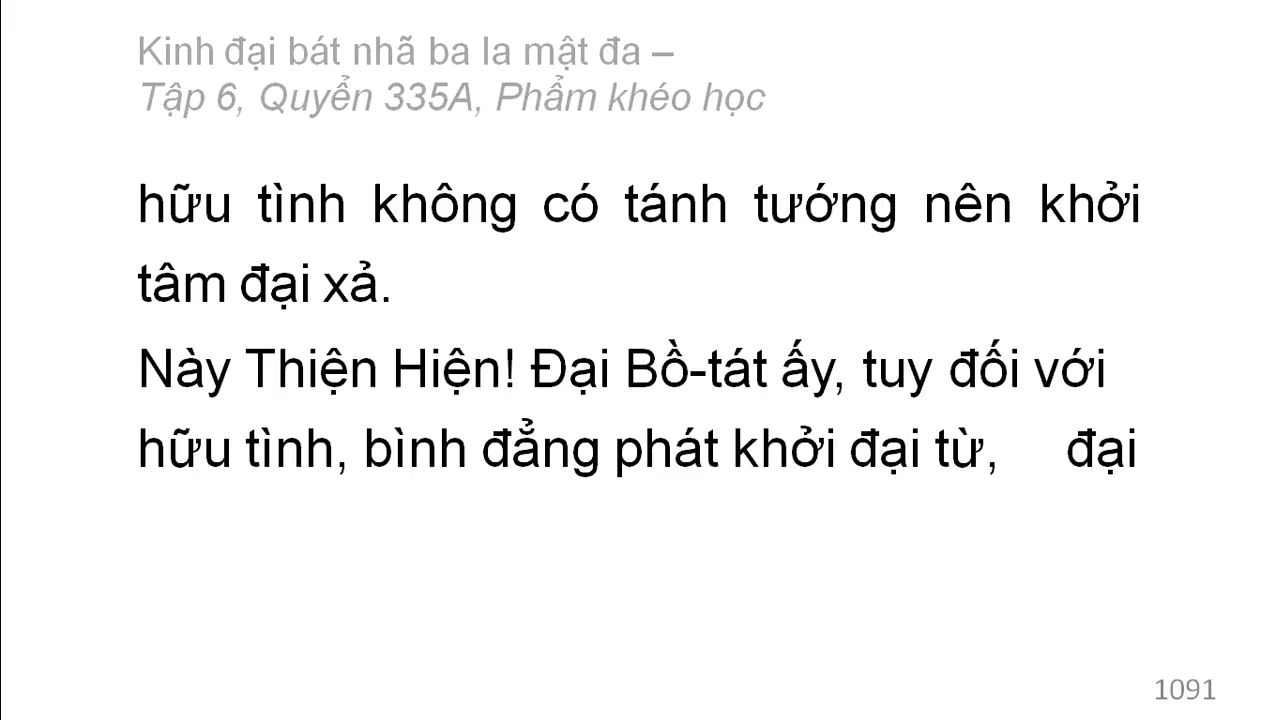 Kinh đại bát nhã ba la mật đa –
Tập 6, Quyển 335A, Phẩm khéo học
hữu tình không có tánh tướng nên khởi
tâm đại xả.
Này Thiện Hiện! Đại Bồ-tát ấy, tuy đối với
hữu tình, bình đẳng phát khởi đại từ, đại
1091